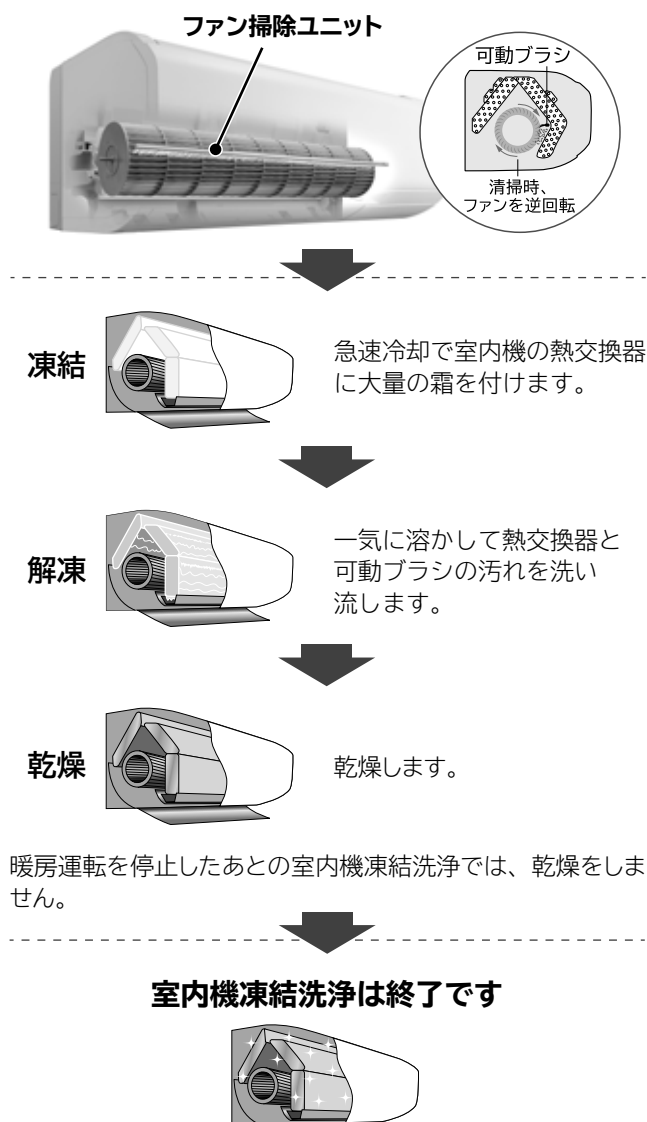 ファン掃除ユニット
可動ブラシ
清掃時、
ファンを逆回転
凍結
急速冷却で室内機の熱交換器
に大量の霜を付けます。
解凍
一気に溶かして熱交換器と
可動ブラシの汚れを洗い
流します。
乾燥
乾燥します。
暖房運転を停止したあとの室内機凍結洗浄では、乾燥をしま
せん。
室内機凍結洗浄は終了です